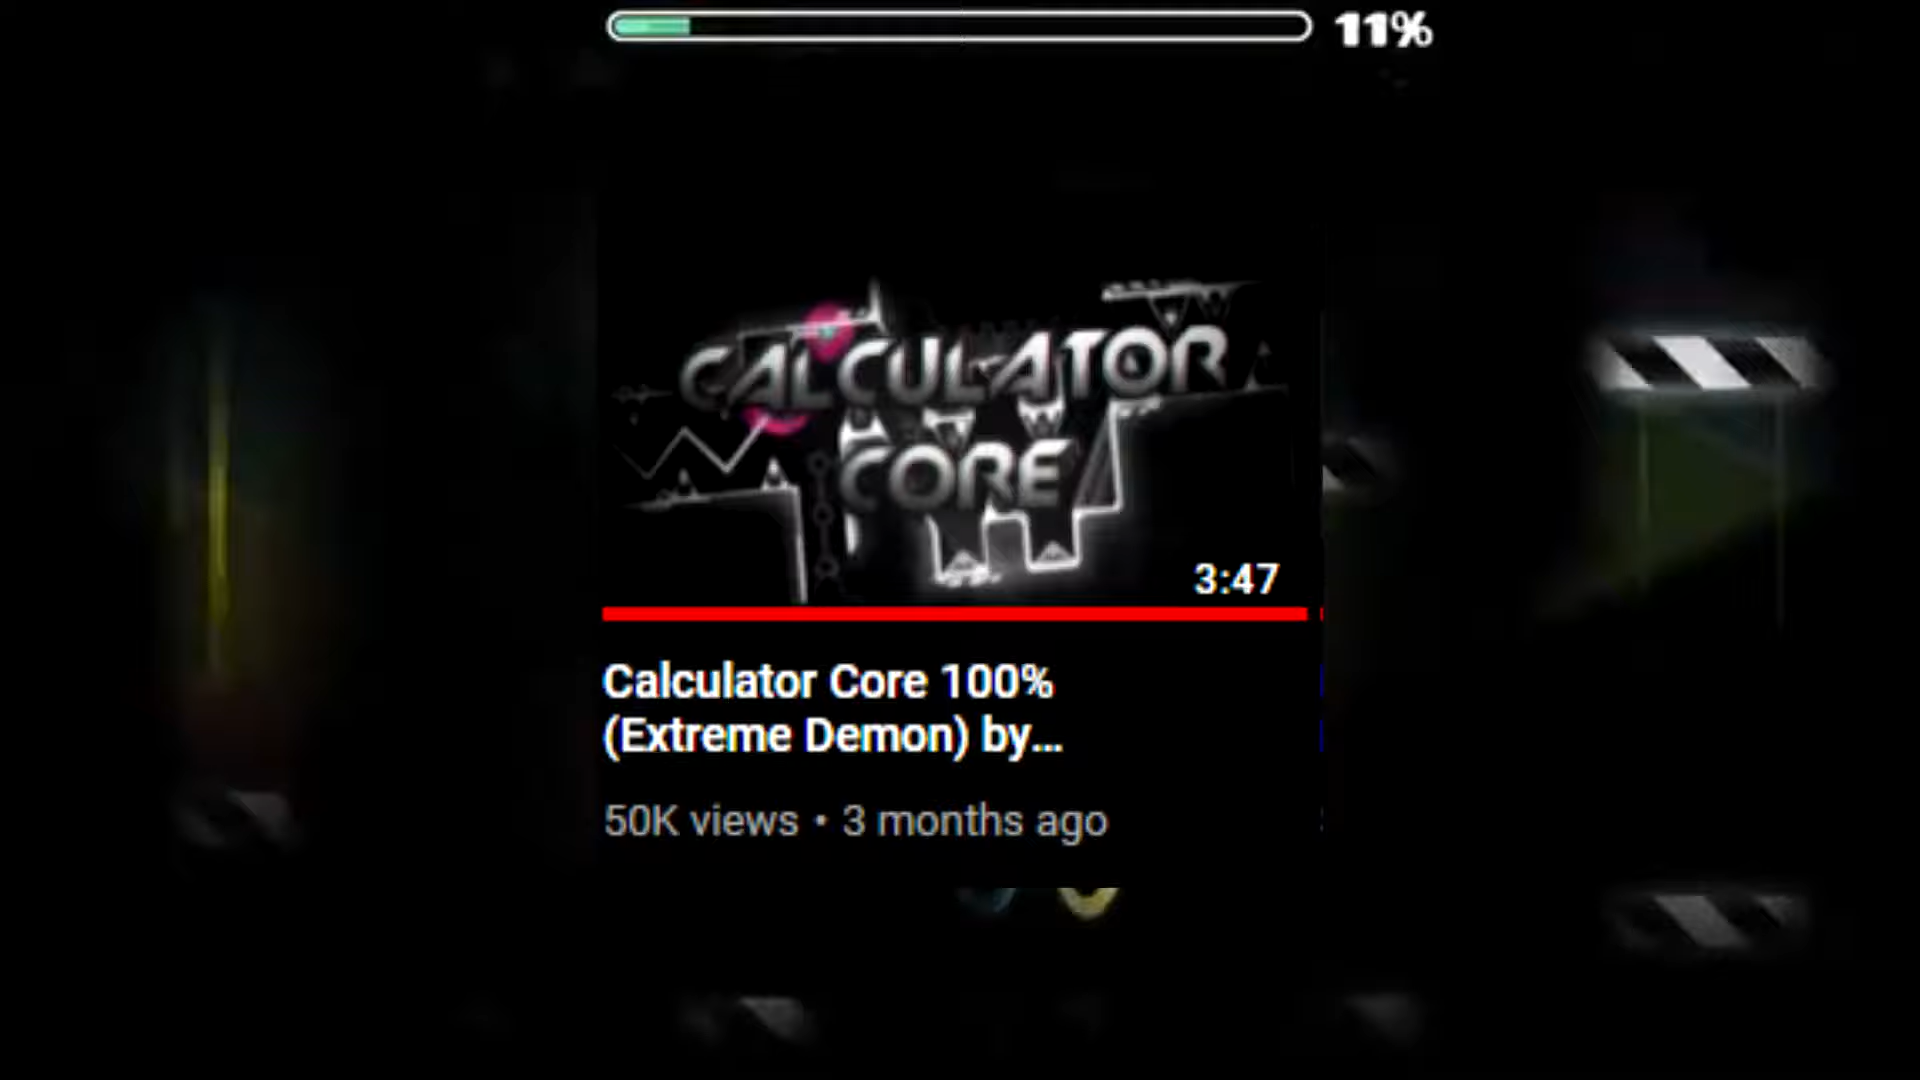 11%
CALCULATOR
CORE
3:47
Calculator Core 100%
(Extreme Demon) by...
50K views • 3 months ago